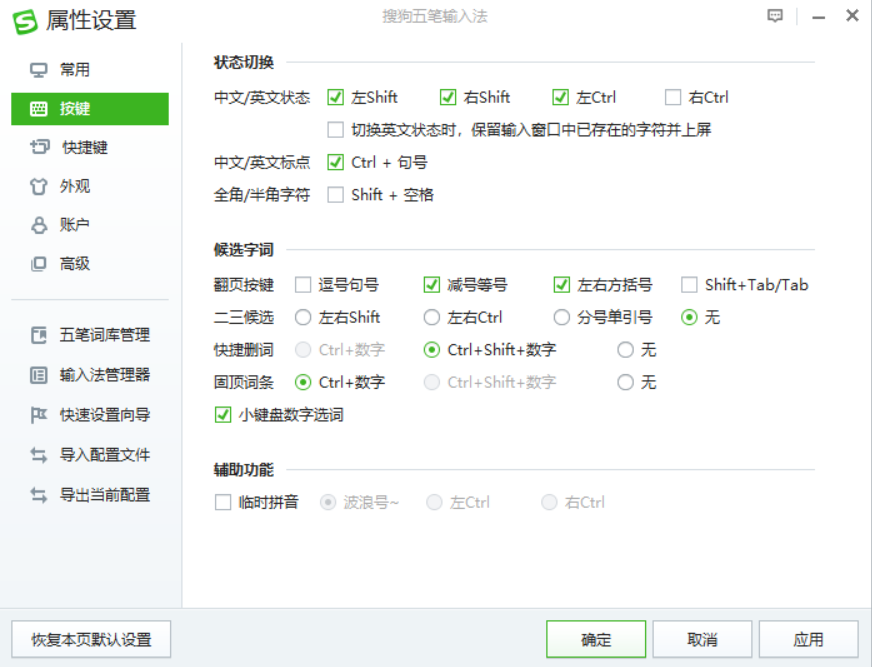 属性设置
搜狗五笔输入法
常用
按键
快捷键
外观
账户
高级
五笔词库管理
输入法管理器
快速设置向导
导入配置文件
导出当前配置
状态切换
中文/英文状态 左Shift 右Shift 左Ctrl 右Ctrl
切换英文状态时，保留输入窗口中已存在的字符并上屏
中文/英文标点 Ctrl + 句号
全角/半角字符 Shift + 空格
候选字词
翻页按键 逗号句号 减号等号 左右方括号 Shift+Tab/Tab
二三候选 左右Shift 左右Ctrl 分号单引号 无
快捷删词 Ctrl+数字 Ctrl+Shift+数字 无
固顶词条 Ctrl+数字 Ctrl+Shift+数字 无
小键盘数字选词
辅助功能
临时拼音 波浪号~ 左Ctrl 右Ctrl
恢复本页默认设置 确定 取消 应用